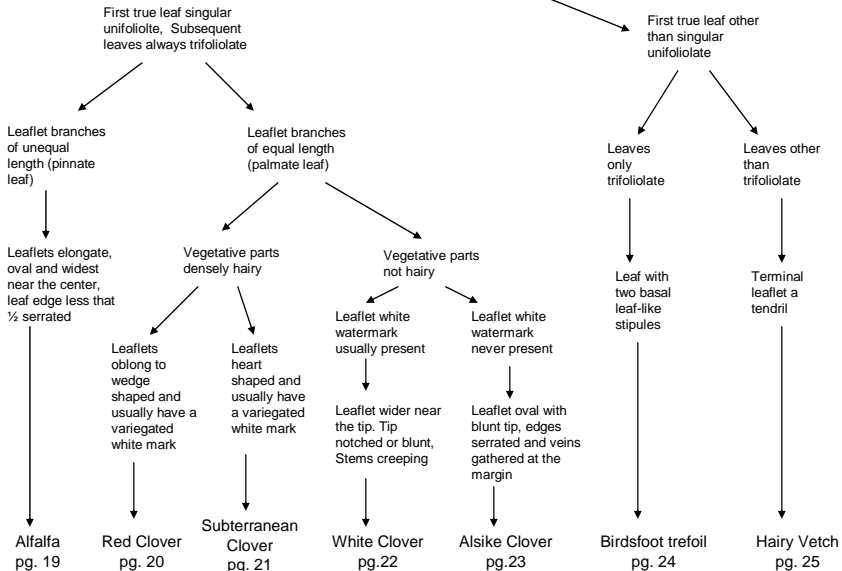 First true leaf singular
unifoliolte, Subsequent
leaves always trifoliolate
First true leaf other
than singular
unifoliolate
Leaflet branches
of unequal
length (pinnate
leaf)
Leaflet branches
of equal length
(palmate leaf)
Leaves
only
trifoliolate
Leaves other
than
trifoliolate
Leaflets elongate,
oval and widest
near the center,
leaf edge less that
½ serrated
Vegetative parts
densely hairy
Vegetative parts
not hairy
Leaf with
two basal
leaf-like
stipules
Terminal
leaflet a
tendril
Leaflets
oblong to
wedge
shaped and
usually have a
variegated
white mark
Leaflets
heart
shaped and
usually have
a variegated
white mark
Leaflet white
watermark
usually present
Leaflet white
watermark
never present
Leaflet wider near
the tip. Tip
notched or blunt,
Stems creeping
Leaflet oval with
blunt tip, edges
serrated and veins
gathered at the
margin
Alfalfa
pg. 19
Red Clover
pg. 20
Subterranean
Clover
pg. 21
White Clover
pg.22
Alsike Clover
pg.23
Birdsfoot trefoil
pg. 24
Hairy Vetch
pg. 25